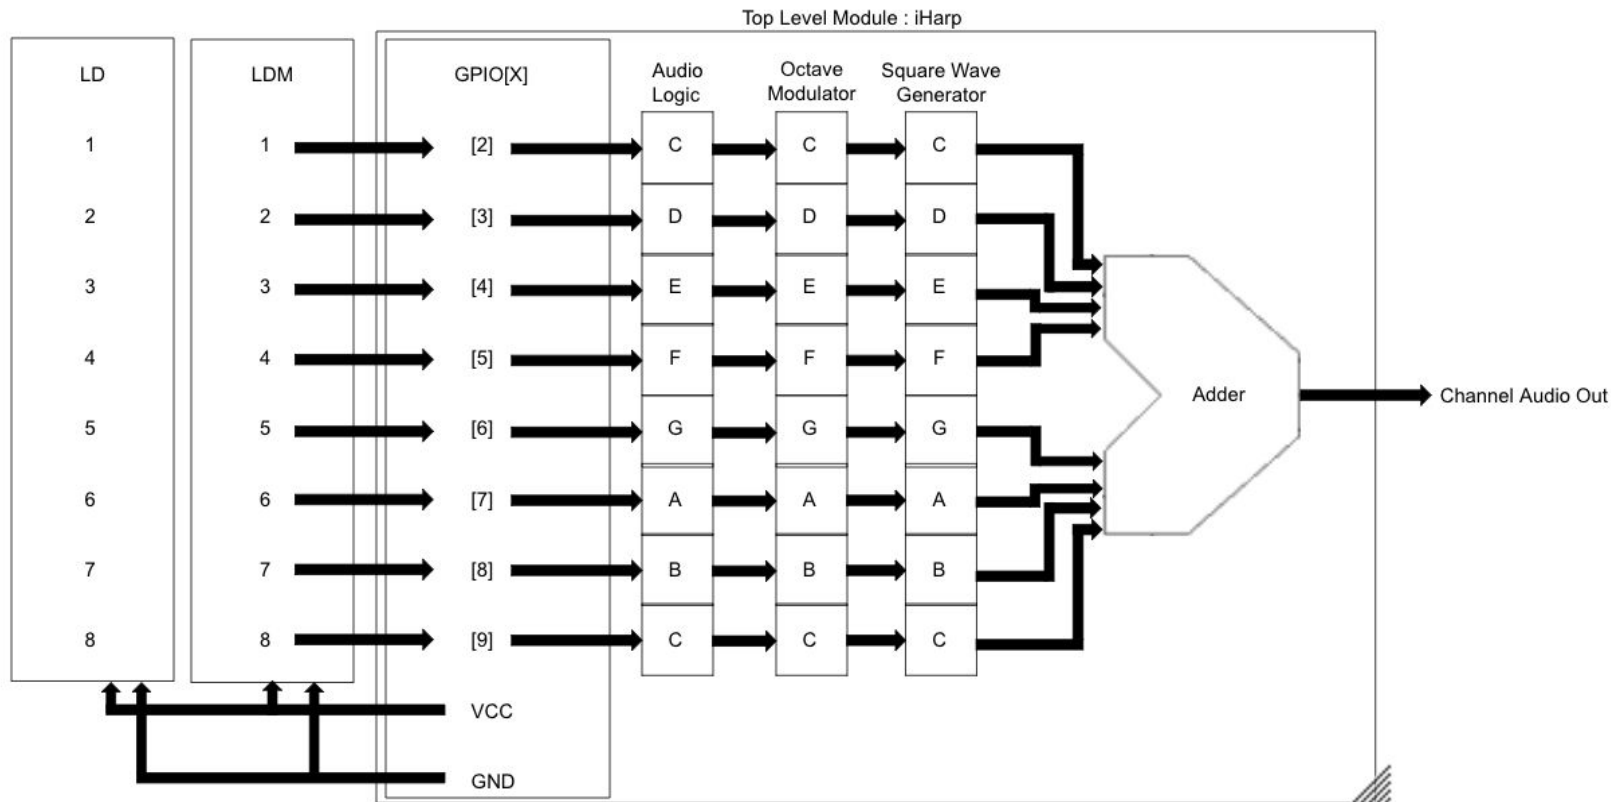 Top Level Module : iHarp
LD LDM GPIO[X] Audio Logic Octave Modulator Square Wave Generator
1 1 [2] C C C
2 2 [3] D D D
3 3 [4] E E E
4 4 [5] F F F
Adder Channel Audio Out
5 5 [6] G G G
6 6 [7] A A A
7 7 [8] B B B
8 8 [9] C C C
VCC
GND